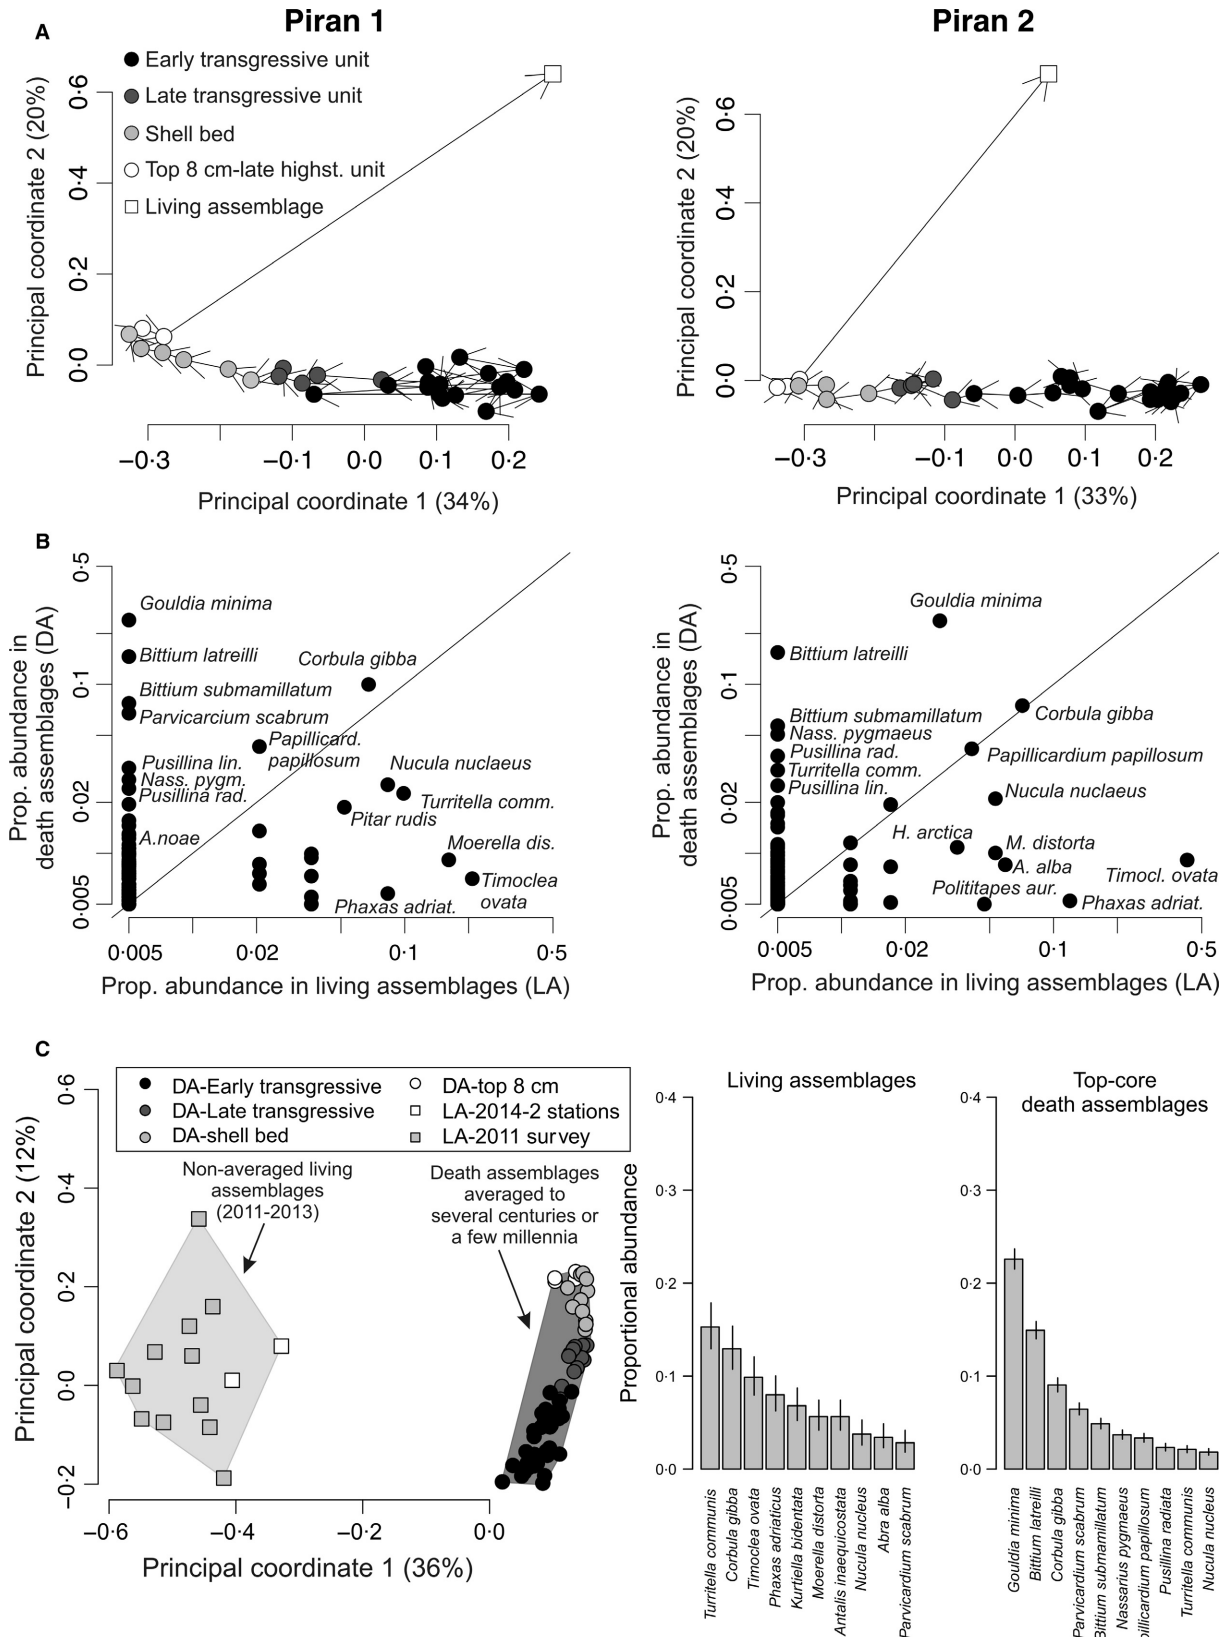 Piran 1
Piran 2
A
Early transgressive unit
Late transgressive unit
Shell bed
Top 8 cm-late highst. unit
Living assemblage
Principal coordinate 2 (20%)
0·6
0·4
0·2
0·0
−0·3
−0·1
0·0
0·1
0·2
Principal coordinate 1 (34%)
Principal coordinate 2 (20%)
0·6
0·4
0·2
0·0
−0·3
−0·1
0·0
0·1
0·2
Principal coordinate 1 (33%)
B
Prop. abundance in
death assemblages (DA)
0·5
0·1
0·02
0·005
Gouldia minima
Bittium latreilli
Corbula gibba
Bittium submamillatum
Parvicarcium scabrum
Papillicard.
papillosum
Pusillina lin.
Nass. pygm.
Pusillina rad.
Nucula nuclaeus
Turritella comm.
Pitar rudis
A.noae
Moerella dis.
Timoclea
ovata
Phaxas adriat.
0·005
0·02
0·1
0·5
Prop. abundance in living assemblages (LA)
Prop. abundance in
death assemblages (DA)
0·5
0·1
0·02
0·005
Gouldia minima
Bittium latreilli
Bittium submamillatum
Nass. pygmaeus
Pusillina rad.
Turritella comm.
Pusillina lin.
Corbula gibba
Papillicardium papillosum
Nucula nuclaeus
H. arctica
M. distorta
A. alba
Timocl. ovata
Polititapes aur.
Phaxas adriat.
0·005
0·02
0·1
0·5
Prop. abundance in living assemblages (LA)
C
DA-Early transgressive
DA-Late transgressive
DA-shell bed
DA-top 8 cm
LA-2014-2 stations
LA-2011 survey
Non-averaged living
assemblages
(2011-2013)
Death assemblages
averaged to
several centuries or
a few millennia
Principal coordinate 2 (12%)
0·6
0·4
0·2
0·0
−0·2
−0·6
−0·4
−0·2
0·0
Principal coordinate 1 (36%)
Living assemblages
Proportional abundance
0·4
0·3
0·2
0·1
0·0
Turritella communis
Corbula gibba
Timoclea ovata
Phaxas adriaticus
Kurtiella bidentata
Moerella distorta
Antalis inaequicostata
Nucula nucleus
Abra alba
Parvicardium scabrum
Top-core
death assemblages
0·4
0·3
0·2
0·1
0·0
Gouldia minima
Bittium latreilli
Corbula gibba
Parvicardium scabrum
Bittium submamillatum
Nassarius pygmaeus
pillicardium papillosum
Pusillina radiata
Turritella communis
Nucula nucleus